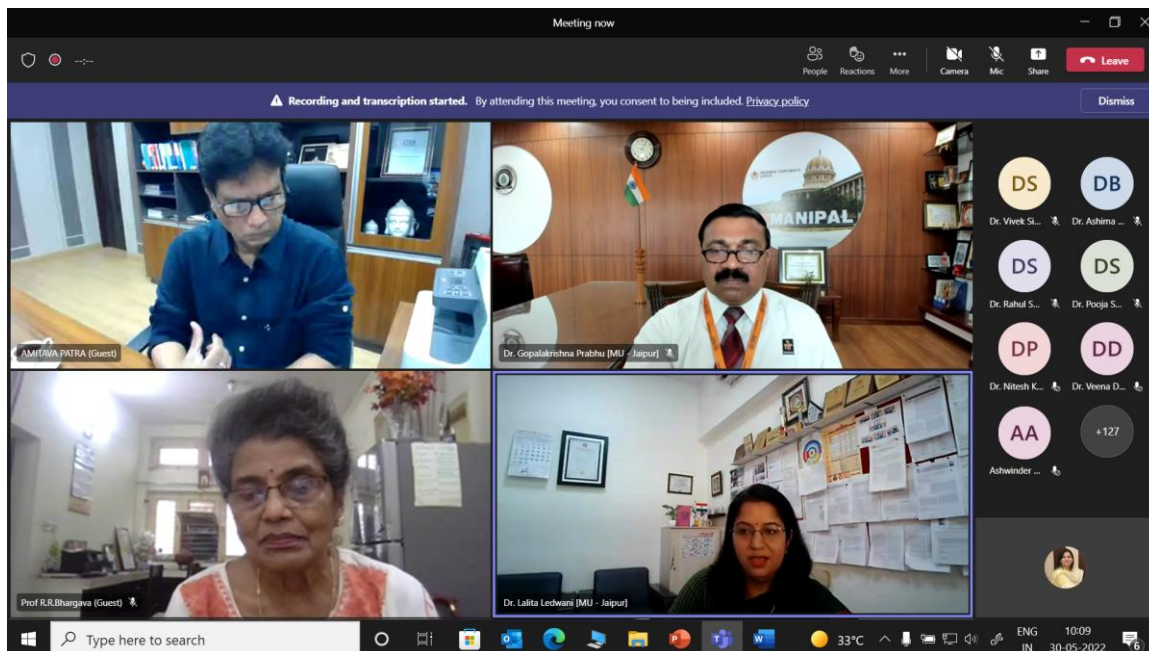 Meeting now
--:--
People
Reactions
More
Camera
Mic
Share
Leave
Recording and transcription started. By attending this meeting, you consent to being included. Privacy policy
Dismiss
MANIPAL
AMITAVA PATRA (Guest)
Dr. Gopalakrishna Prabhu [MU - Jaipur]
Prof R.R.Bhargava (Guest)
Dr. Lalita Ledwani [MU - Jaipur]
DS
DB
Dr. Vivek Si...
Dr. Ashima ...
DS
DS
Dr. Rahul S...
Dr. Pooja S...
DP
DD
Dr. Nitesh K...
Dr. Veena D...
AA
+127
Ashwinder ...
Type here to search
33°C
ENG
IN
10:09
30-05-2022
6